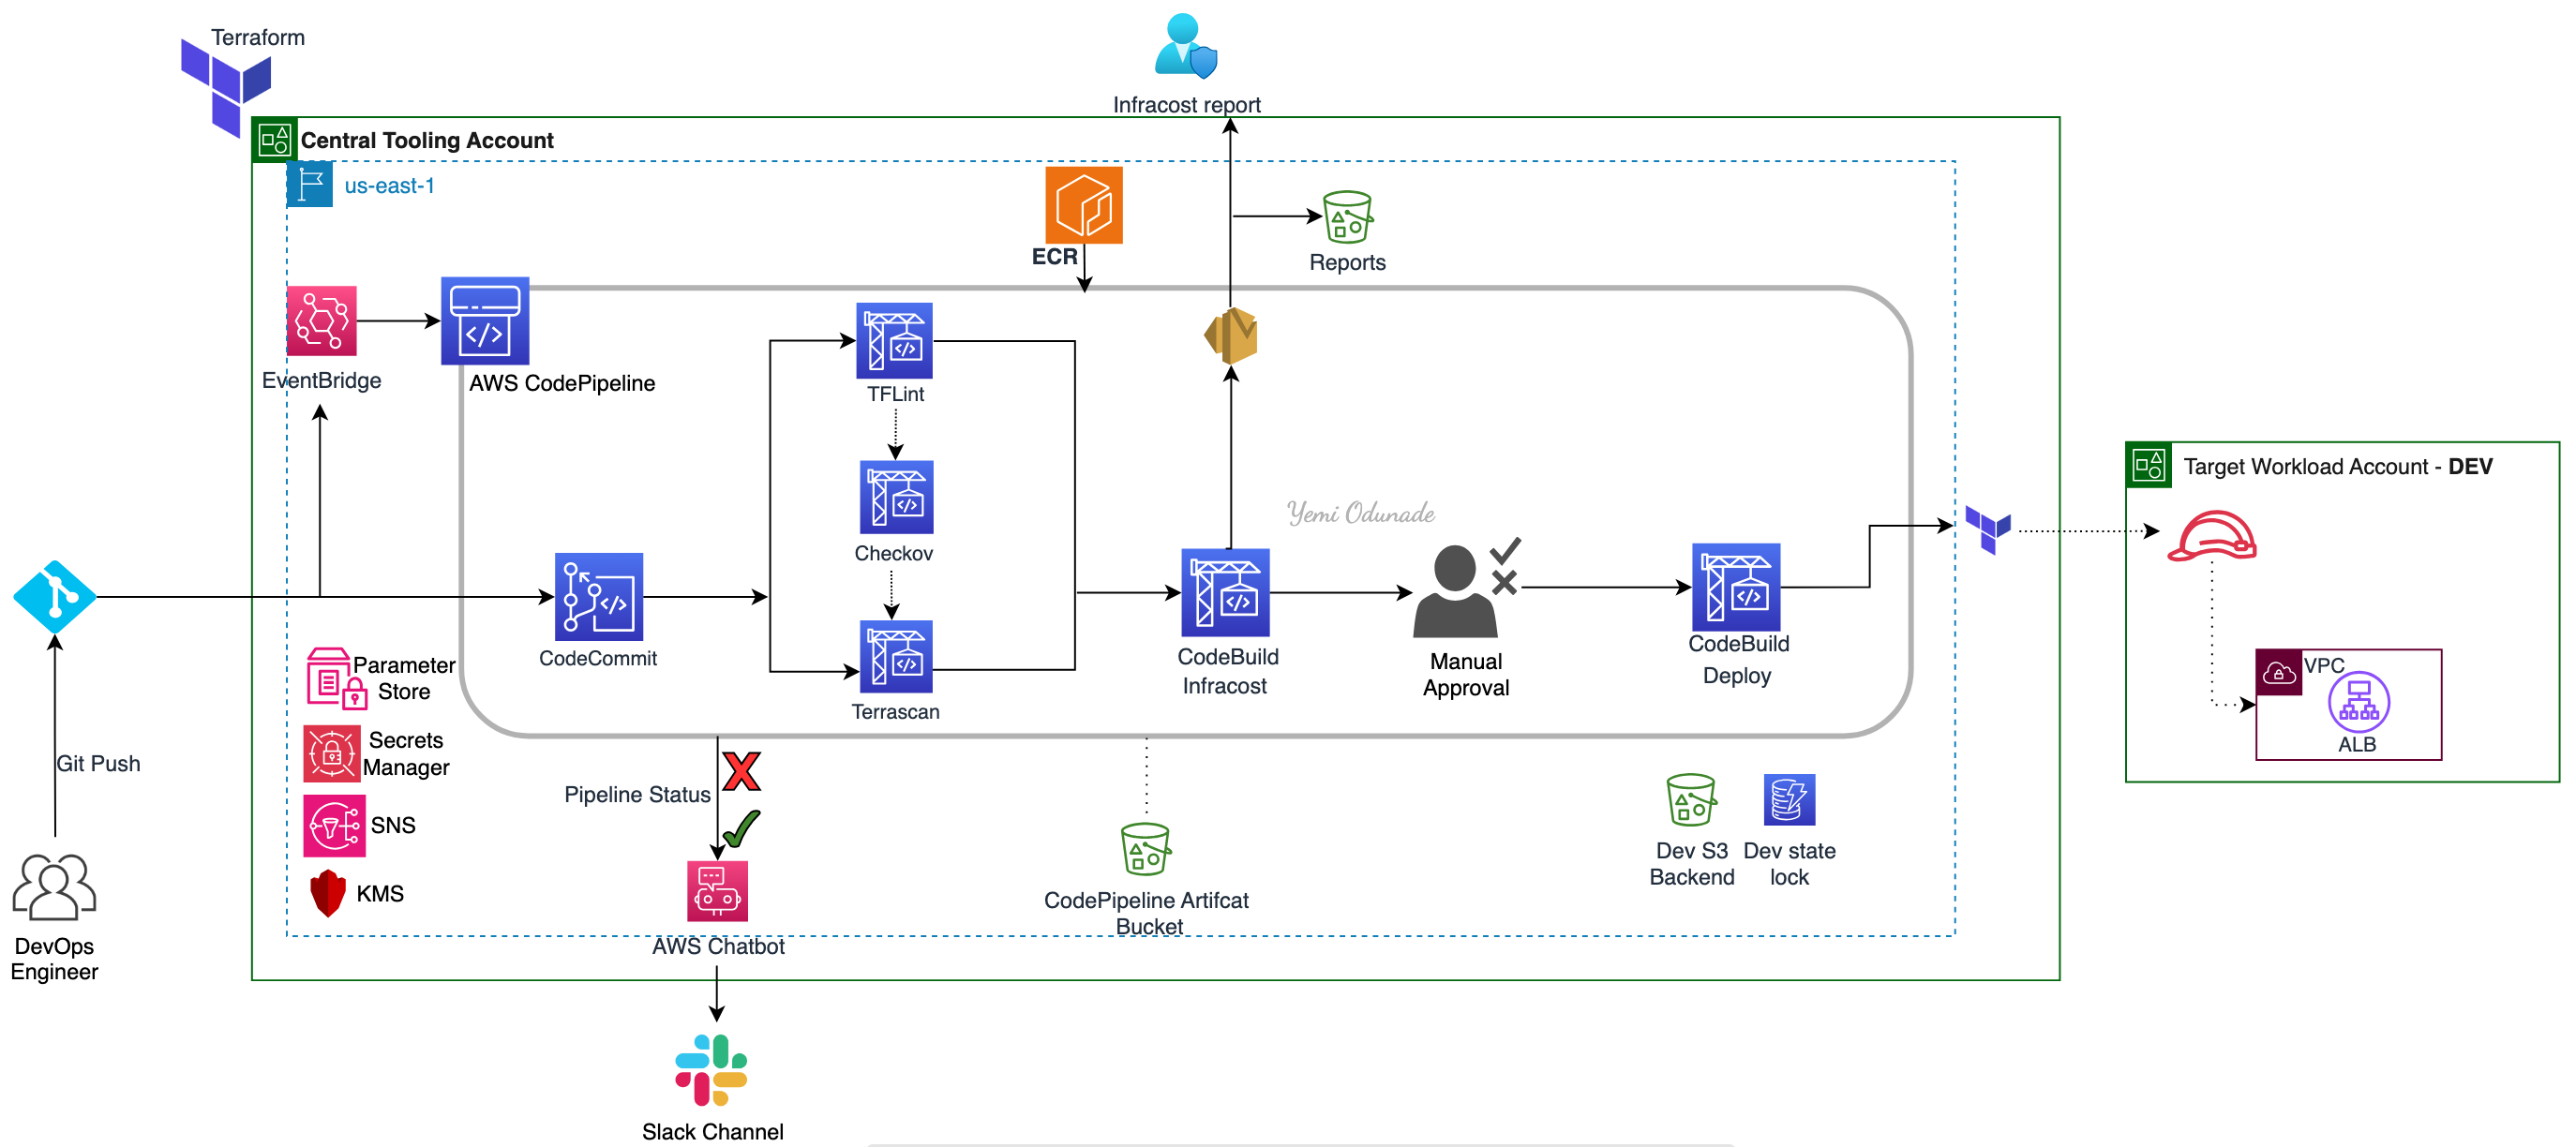 Terraform
Infracost report
Central Tooling Account
us-east-1
ECR
Reports
EventBridge
AWS CodePipeline
TFLint
Checkov
Terrascan
CodeCommit
Yemi Odunade
CodeBuild
Infracost
Manual
Approval
CodeBuild
Deploy
Target Workload Account - DEV
VPC
ALB
Parameter
Store
Secrets
Manager
SNS
KMS
Git Push
DevOps
Engineer
Pipeline Status
AWS Chatbot
CodePipeline Artifcat
Bucket
Dev S3
Backend
Dev state
lock
Slack Channel